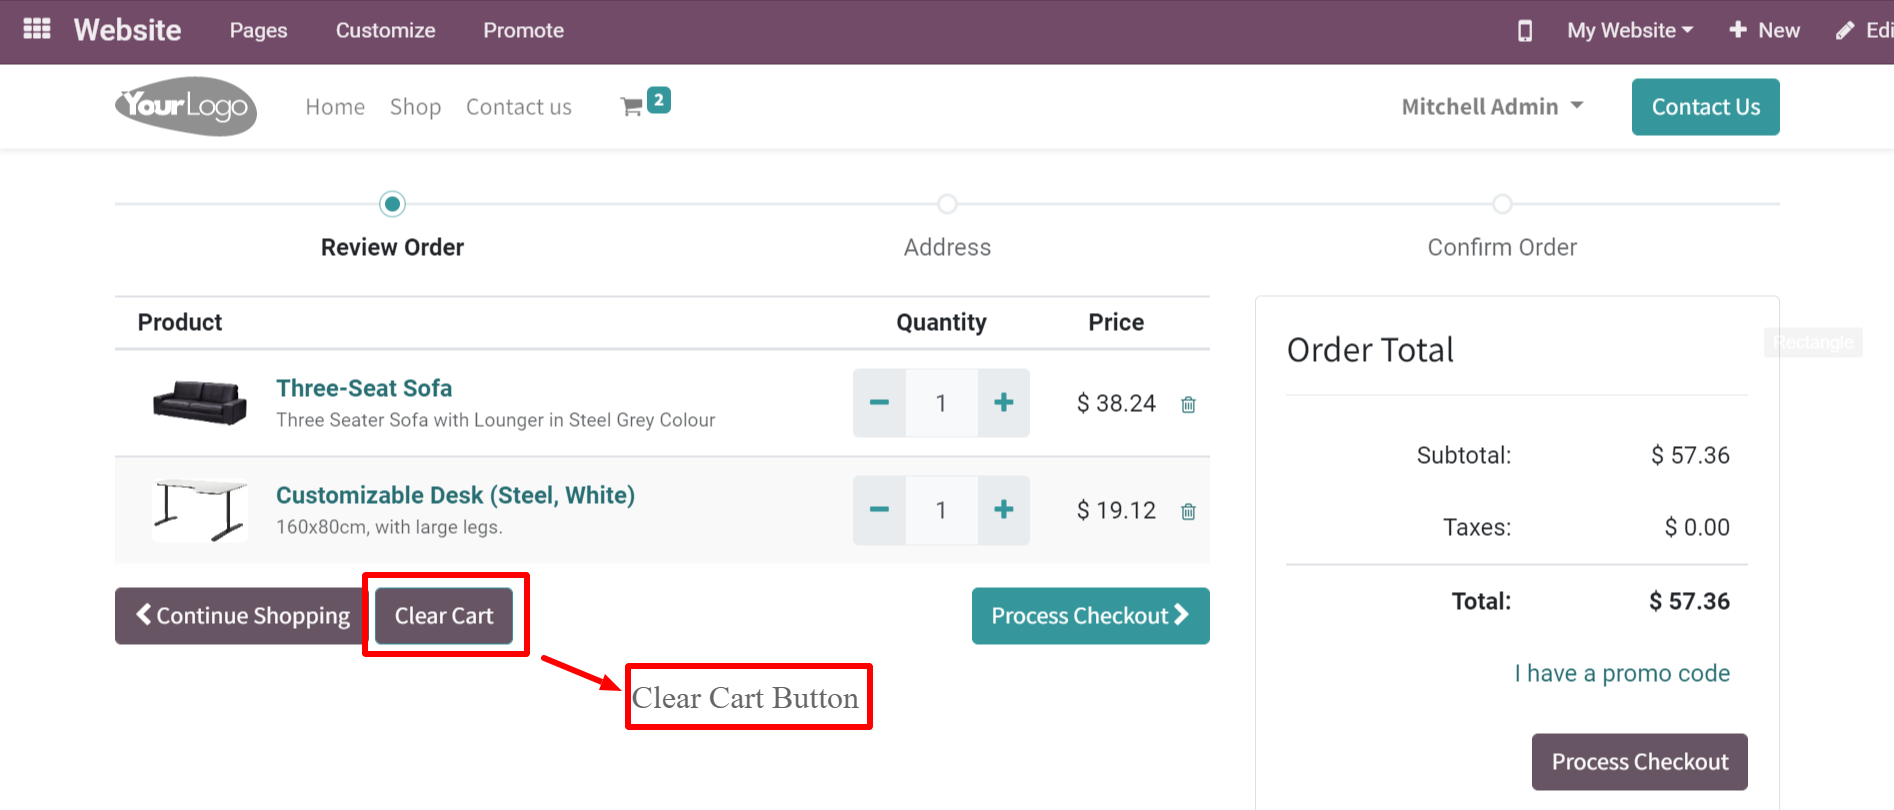 Website Pages Customize Promote My Website New Edi
YourLogo Home Shop Contact us 2 Mitchell Admin Contact Us
Review Order Address Confirm Order
Product Quantity Price
Three-Seat Sofa
Three Seater Sofa with Lounger in Steel Grey Colour
1 $ 38.24
Customizable Desk (Steel, White)
160x80cm, with large legs.
1 $ 19.12
Continue Shopping Clear Cart Process Checkout
Clear Cart Button
Order Total
Rectangle
Subtotal: $ 57.36
Taxes: $ 0.00
Total: $ 57.36
I have a promo code
Process Checkout